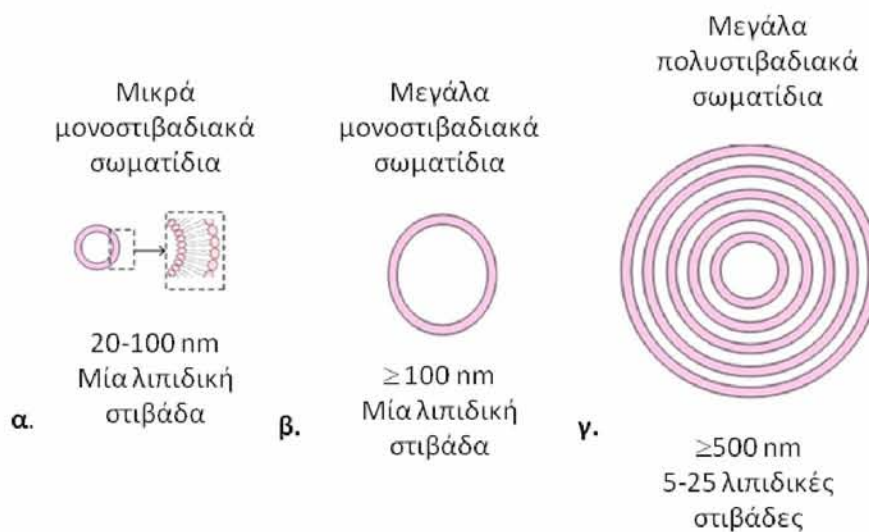 Μικρά
μονοστιβαδιακά
σωματίδια
20-100 nm
Μία λιπιδική
στιβάδα
α.
Μεγάλα
μονοστιβαδιακά
σωματίδια
≥100 nm
Μία λιπιδική
στιβάδα
β.
Μεγάλα
πολυστιβαδιακά
σωματίδια
≥500 nm
5-25 λιπιδικές
στιβάδες
γ.